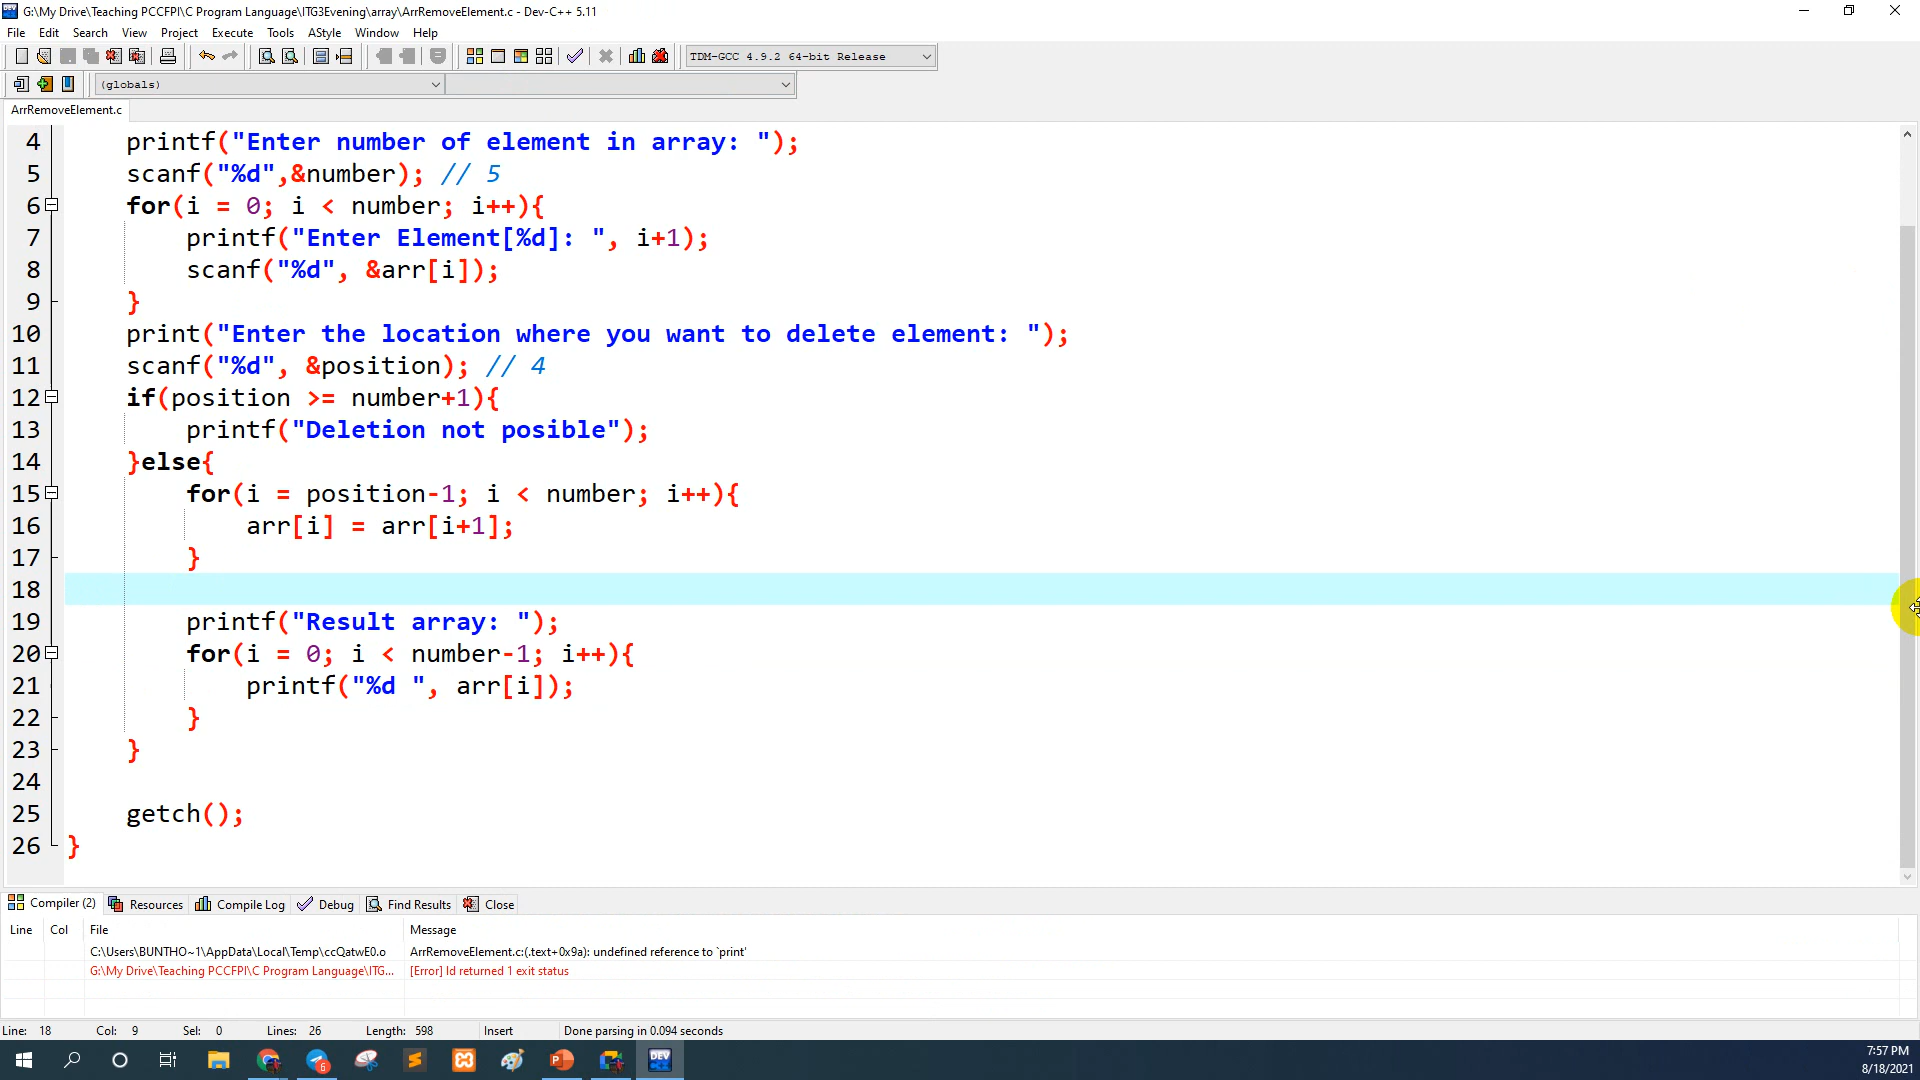 G:\My Drive\Teaching PCCFPI\C Program Language\ITG3Evening\array\ArrRemoveElement.c - Dev-C++ 5.11
File Edit Search View Project Execute Tools AStyle Window Help
TDM-GCC 4.9.2 64-bit Release
(globals)
ArrRemoveElement.c
4 printf("Enter number of element in array: ");
5 scanf("%d",&number); // 5
6 for(i = 0; i < number; i++){
7 printf("Enter Element[%d]: ", i+1);
8 scanf("%d", &arr[i]);
9 }
10 print("Enter the location where you want to delete element: ");
11 scanf("%d", &position); // 4
12 if(position >= number+1){
13 printf("Deletion not posible");
14 }else{
15 for(i = position-1; i < number; i++){
16 arr[i] = arr[i+1];
17 }
18
19 printf("Result array: ");
20 for(i = 0; i < number-1; i++){
21 printf("%d ", arr[i]);
22 }
23 }
24
25 getch();
26 }
Compiler (2) Resources Compile Log Debug Find Results Close
Line Col File Message
C:\Users\BUNTHO~1\AppData\Local\Temp\ccQatwE0.o ArrRemoveElement.c:(.text+0x9a): undefined reference to `print'
G:\My Drive\Teaching PCCFPI\C Program Language\ITG... [Error] ld returned 1 exit status
Line: 18 Col: 9 Sel: 0 Lines: 26 Length: 598 Insert Done parsing in 0.094 seconds
6
DEV
7:57 PM
8/18/2021